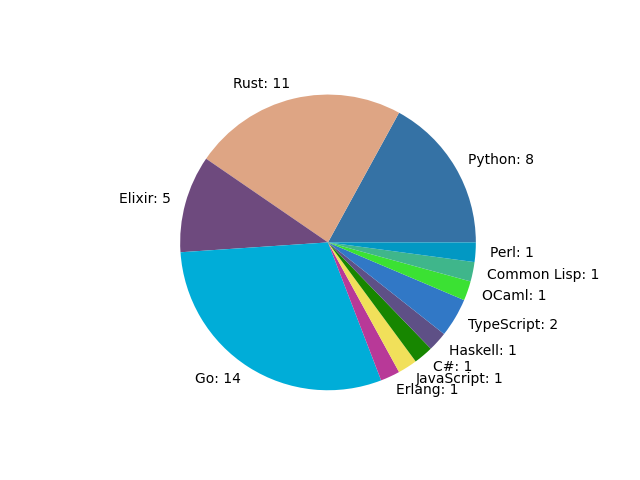 Rust: 11
Python: 8
Elixir: 5
Perl: 1
Common Lisp: 1
OCaml: 1
TypeScript: 2
Haskell: 1
C#: 1
Go: 14
JavaScript: 1
Erlang: 1